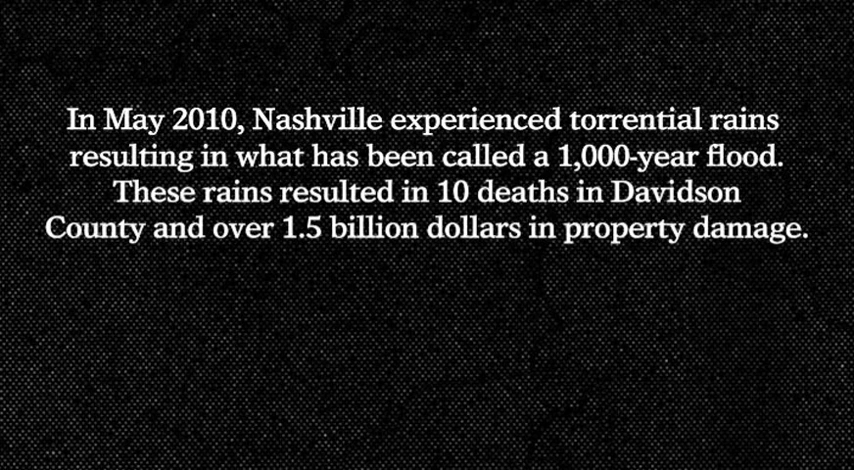 In May 2010, Nashville experienced torrential rains
resulting in what has been called a 1,000-year flood.
These rains resulted in 10 deaths in Davidson
County and over 1.5 billion dollars in property damage.